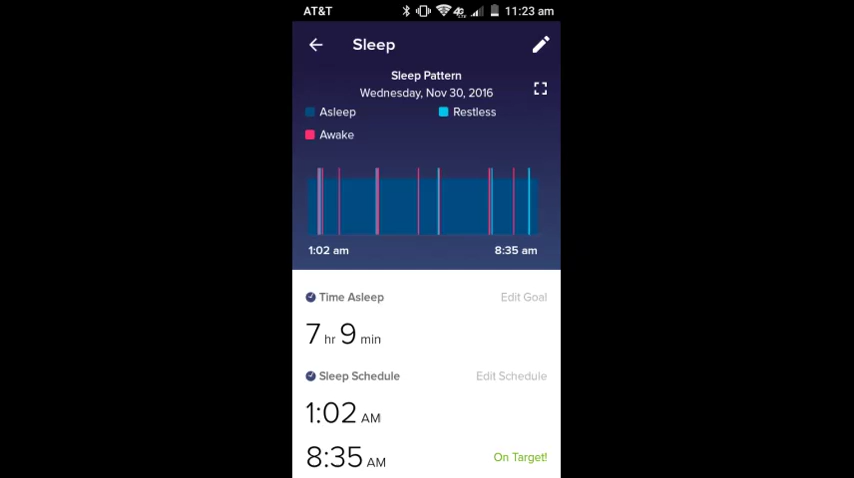 AT&T 11:23 am
Sleep
Sleep Pattern
Wednesday, Nov 30, 2016
Asleep Restless
Awake
1:02 am 8:35 am
Time Asleep Edit Goal
7 hr 9 min
Sleep Schedule Edit Schedule
1:02 AM
8:35 AM On Target!